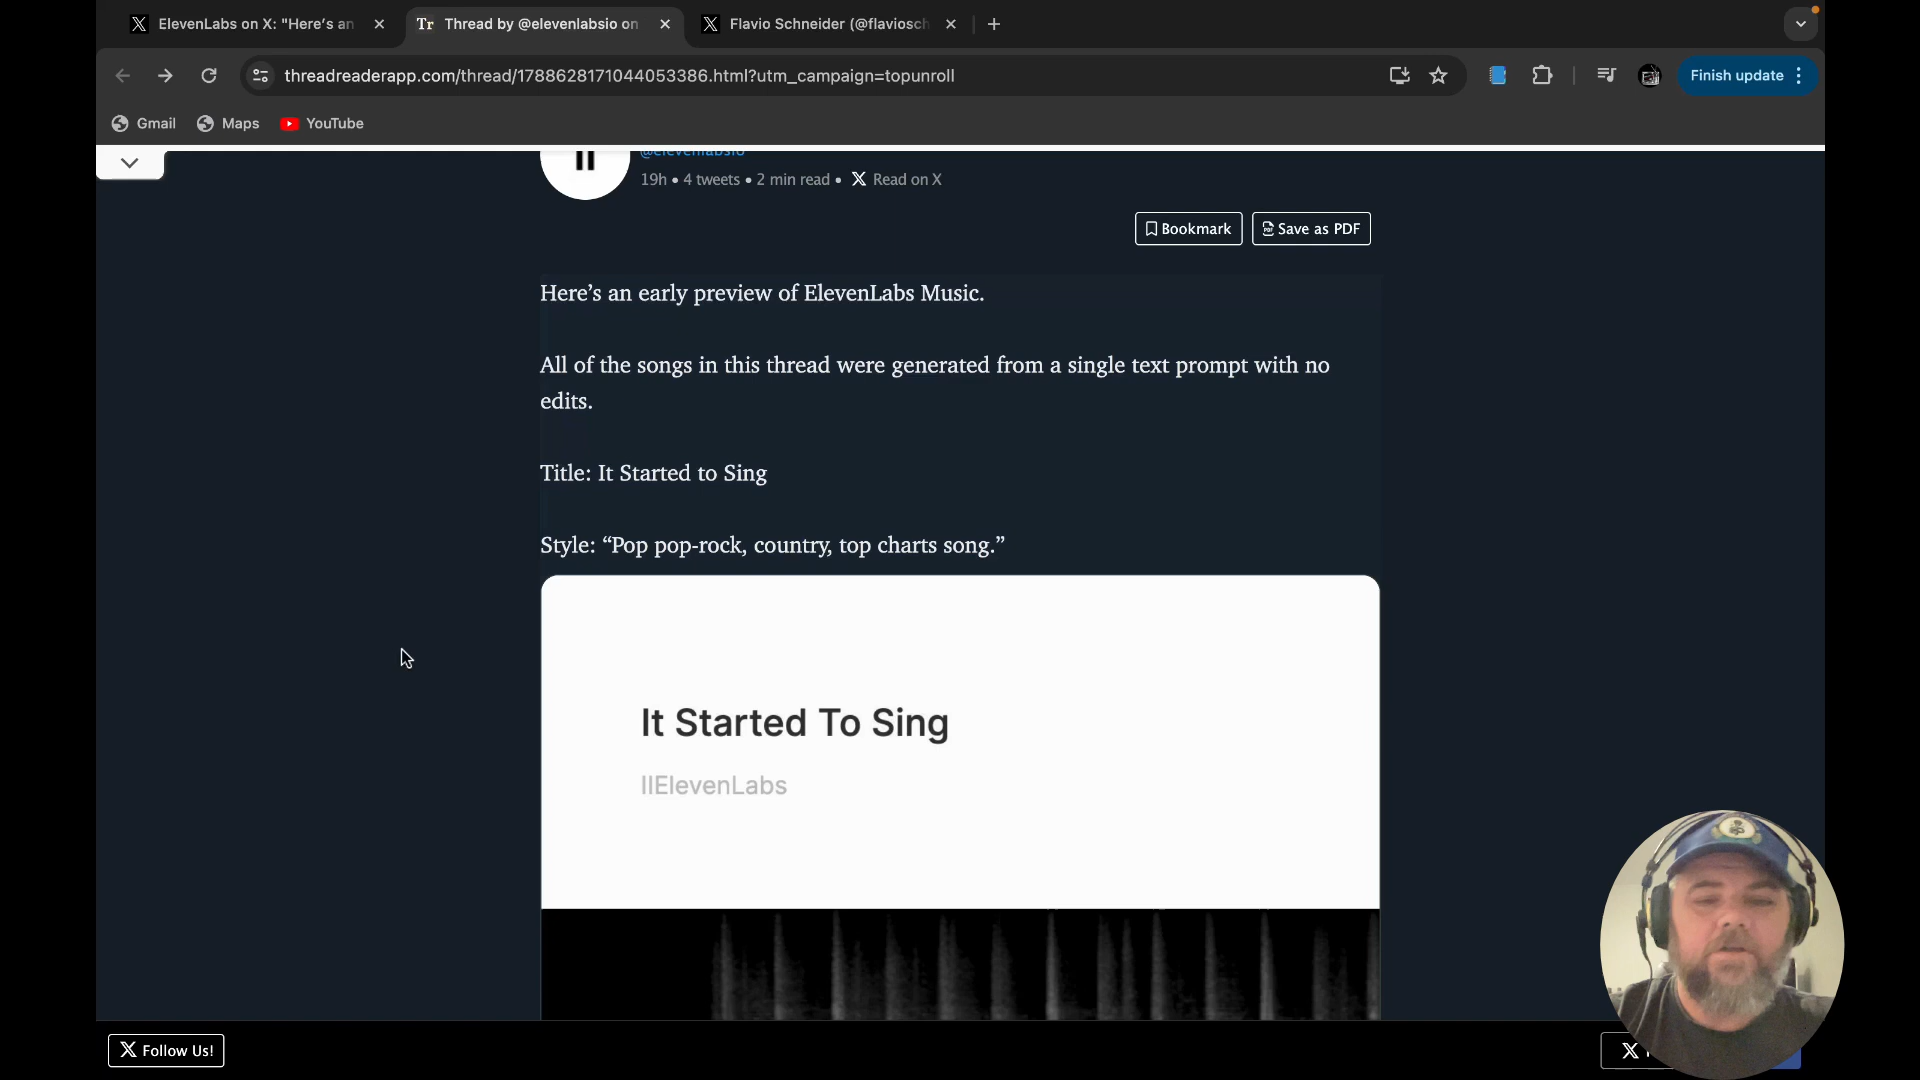 ElevenLabs on X: "Here's an
Thread by @elevenlabsio on
Flavio Schneider (@flaviosch
threadreaderapp.com/thread/1788628171044053386.html?utm_campaign=topunroll
Finish update
Gmail
Maps
YouTube
@elevenlabsio
19h • 4 tweets • 2 min read • X Read on X
Bookmark
Save as PDF
Here’s an early preview of ElevenLabs Music.
All of the songs in this thread were generated from a single text prompt with no
edits.
Title: It Started to Sing
Style: “Pop pop-rock, country, top charts song.”
It Started To Sing
IIElevenLabs
X Follow Us!
X